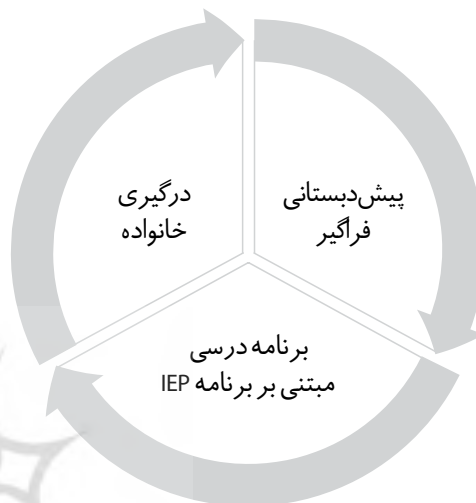 پیش‌دبستانی
فراگیر
درگیری
خانواده
برنامه درسی
مبتنی بر برنامه IEP